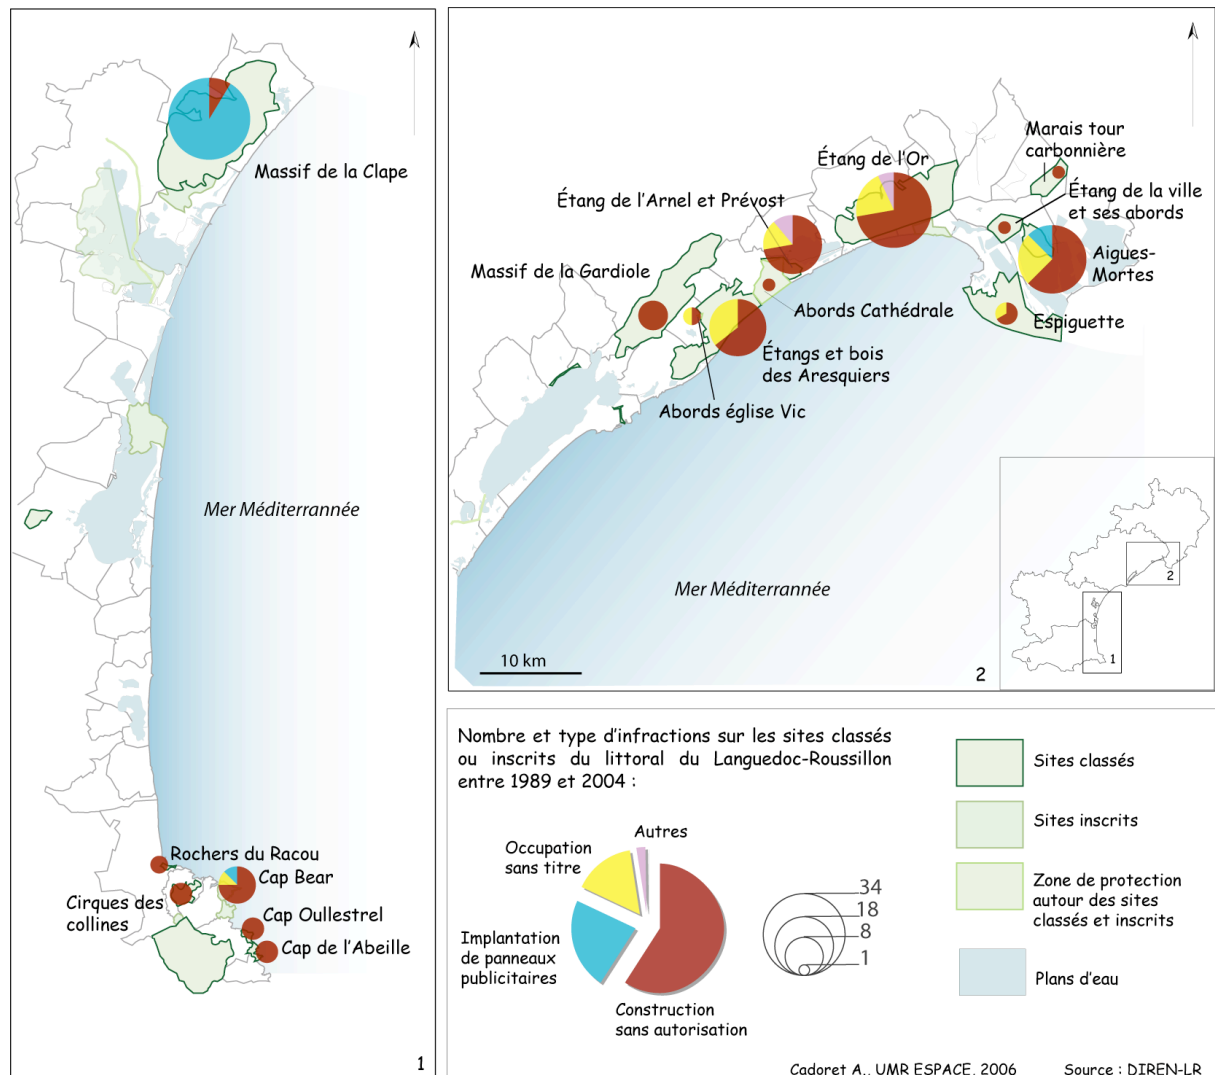 Massif de la Clape
Mer Méditerrannée
Rochers du Racou
Cap Bear
Cirques des
collines
Cap Oullestrel
Cap de l'Abeille
1
Marais tour
carbonnière
Étang de l'Or
Étang de la ville
et ses abords
Étang de l'Arnel et Prévost
Aigues-
Mortes
Massif de la Gardiole
Abords Cathédrale
Espiguette
Étangs et bois
des Aresquiers
Abords église Vic
Mer Méditerrannée
10 km
2
2
1
Nombre et type d'infractions sur les sites classés
ou inscrits du littoral du Languedoc-Roussillon
entre 1989 et 2004 :
Autres
Occupation
sans titre
Implantation
de panneaux
publicitaires
Construction
sans autorisation
34
18
8
1
Sites classés
Sites inscrits
Zone de protection
autour des sites
classés et inscrits
Plans d'eau
Cadoret A., UMR ESPACE, 2006 Source : DIREN-LR